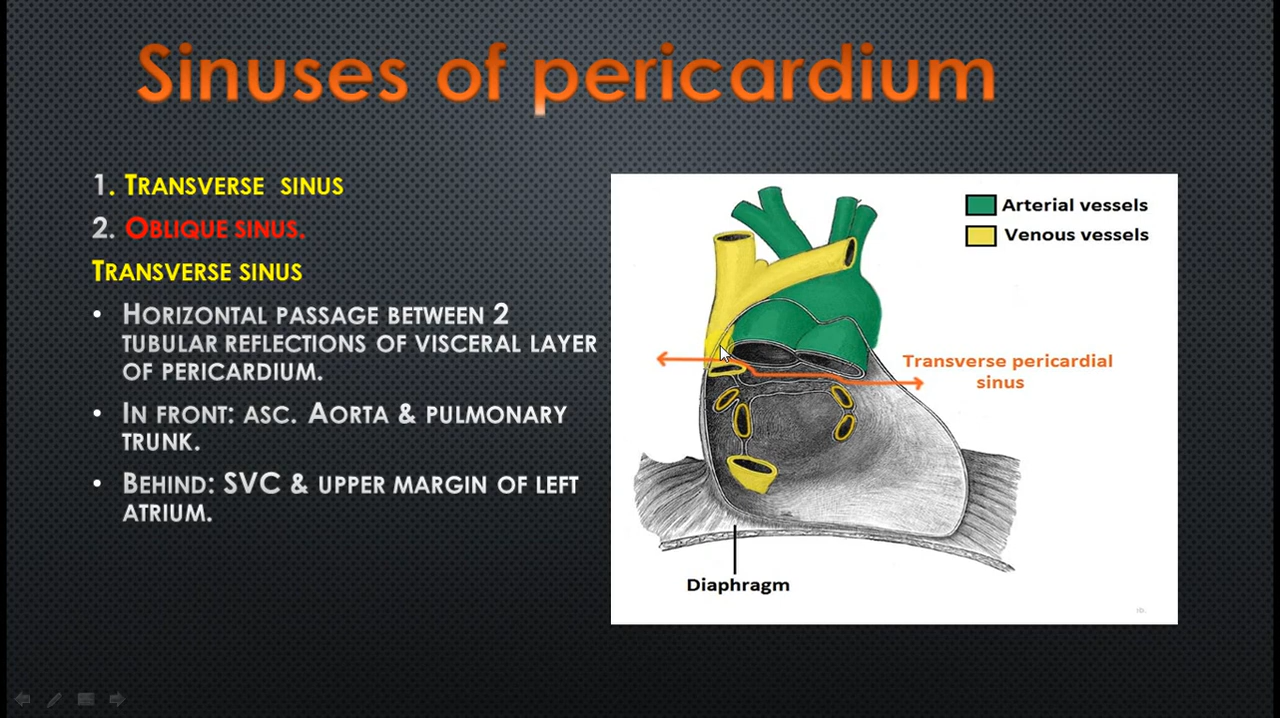 Sinuses of pericardium
1. Transverse sinus
2. Oblique sinus.
Transverse sinus
• Horizontal passage between 2
tubular reflections of visceral layer
of pericardium.
• In front: asc. Aorta & pulmonary
trunk.
• Behind: SVC & upper margin of left
atrium.
Arterial vessels
Venous vessels
Transverse pericardial
sinus
Diaphragm